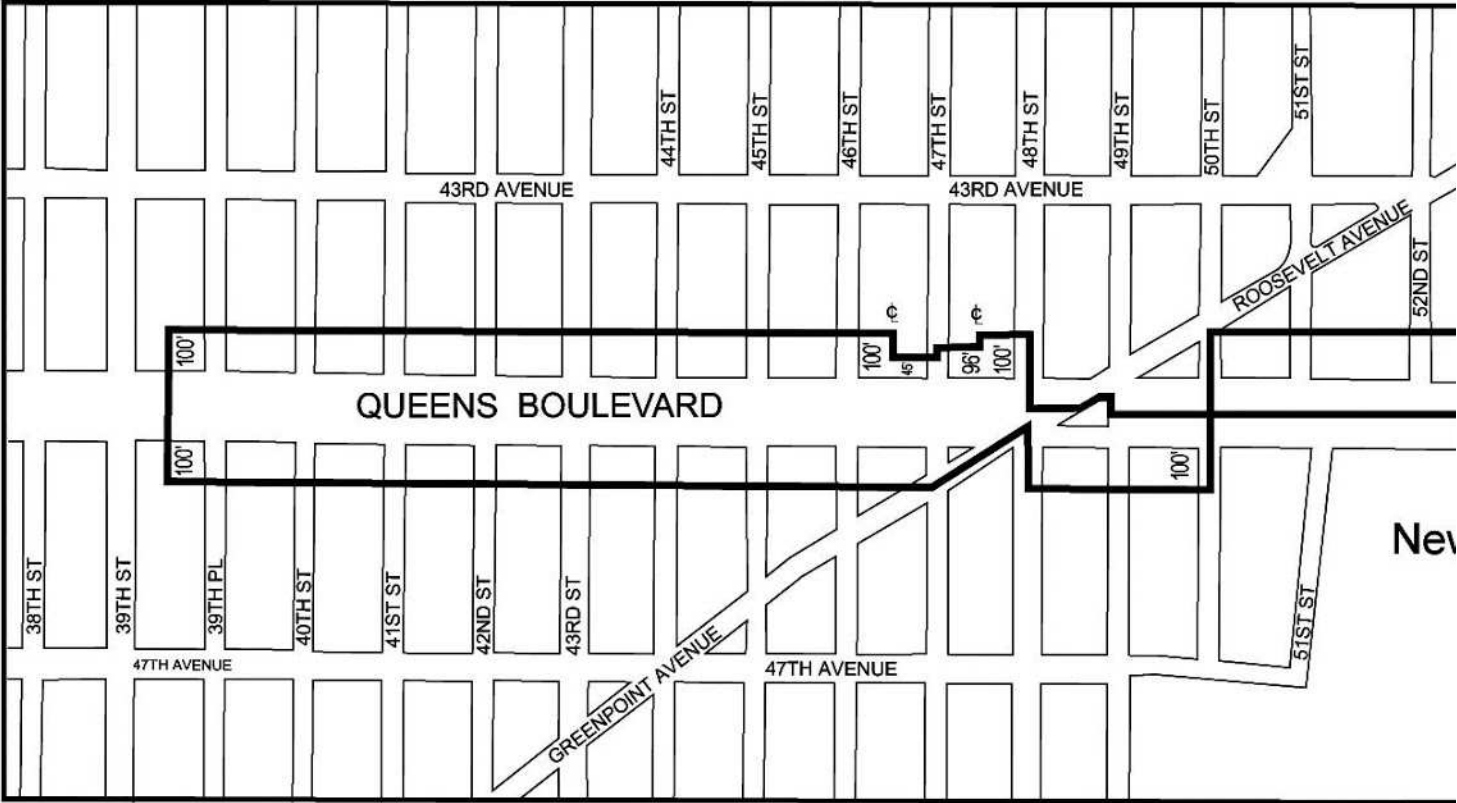 44TH ST
45TH ST
46TH ST
47TH ST
48TH ST
49TH ST
50TH ST
51ST ST
43RD AVENUE
43RD AVENUE
ROOSEVELT AVENUE
52ND ST
℄
℄
100'
100'
45'
96'
100'
QUEENS BOULEVARD
100'
100'
New
38TH ST
39TH ST
39TH PL
40TH ST
41ST ST
42ND ST
43RD ST
51ST ST
47TH AVENUE
GREENPOINT AVENUE
47TH AVENUE